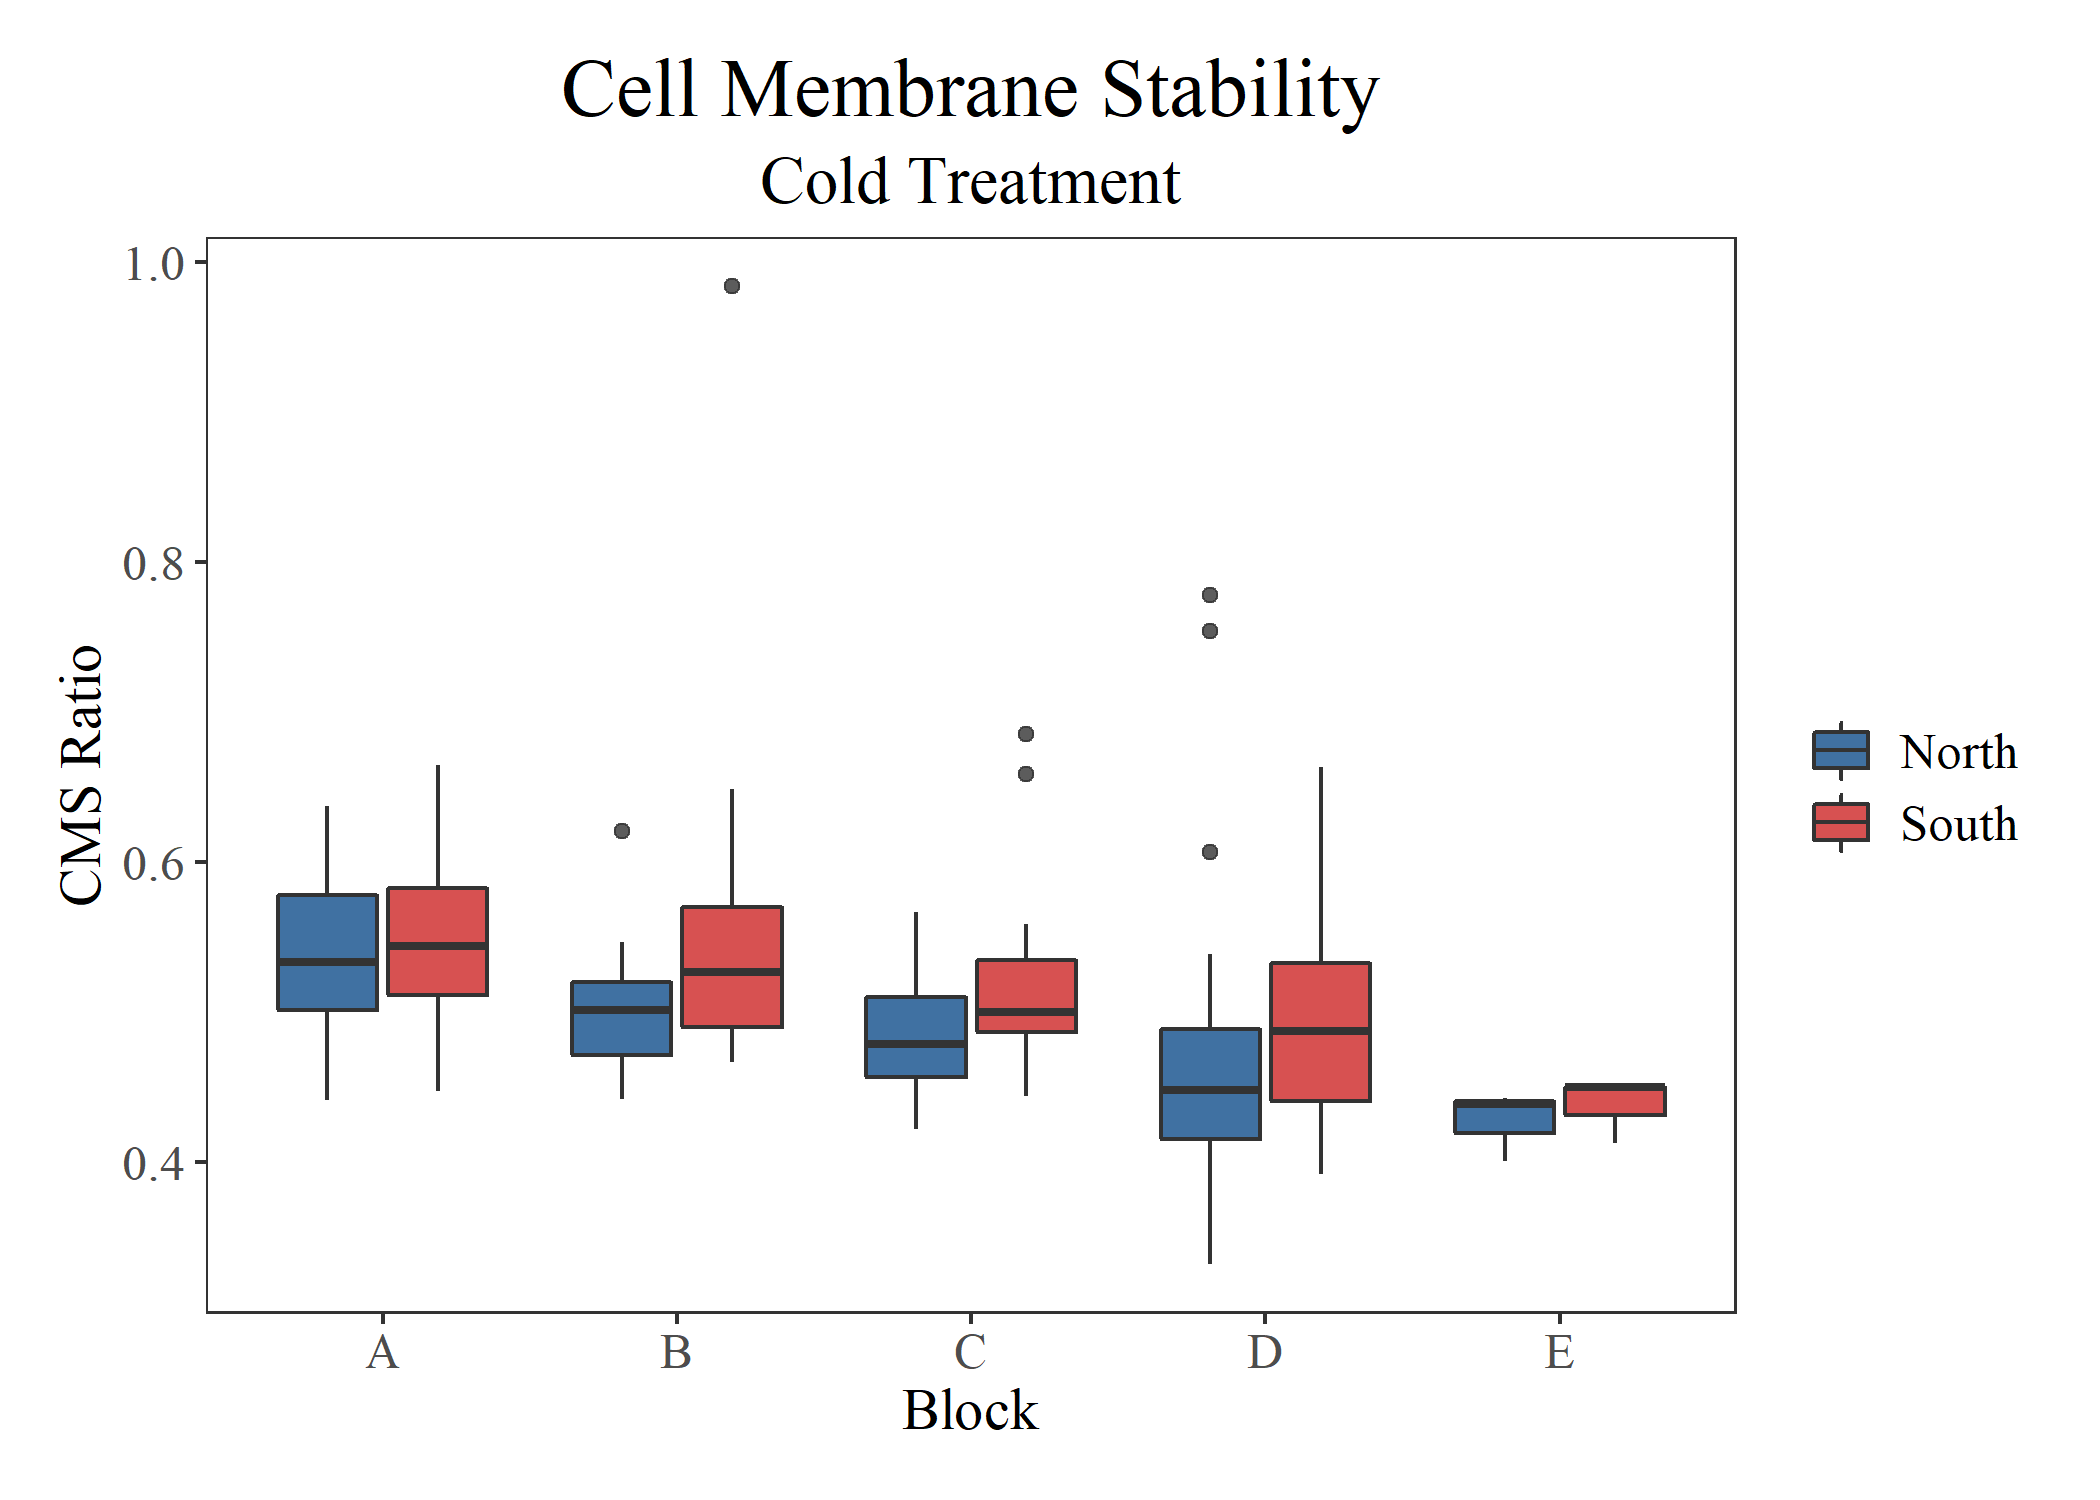 Cell Membrane Stability
Cold Treatment
1.0
0.8
0.6
0.4
CMS Ratio
A B C D E
Block
North
South